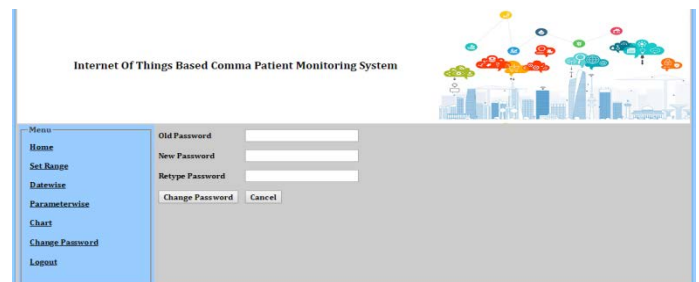 Internet Of Things Based Comma Patient Monitoring System
Menu
Home
Set Range
Datewise
Parameterwise
Chart
Change Password
Logout
Old Password
New Password
Retype Password
Change Password Cancel